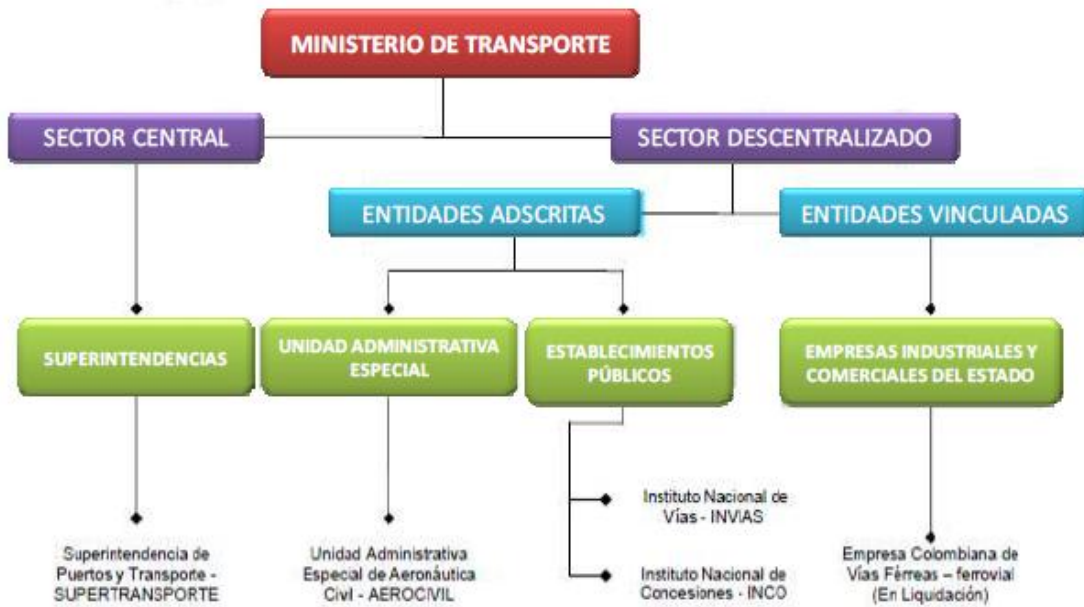 MINISTERIO DE TRANSPORTE
SECTOR CENTRAL
SECTOR DESCENTRALIZADO
ENTIDADES ADSCRITAS
ENTIDADES VINCULADAS
SUPERINTENDENCIAS
UNIDAD ADMINISTRATIVA
ESPECIAL
ESTABLECIMIENTOS
PÚBLICOS
EMPRESAS INDUSTRIALES Y
COMERCIALES DEL ESTADO
Superintendencia de
Puertos y Transporte -
SUPERTRANSPORTE
Unidad Administrativa
Especial de Aeronáutica
Civil - AEROCIVIL
Instituto Nacional de
Vías - INVIAS
Instituto Nacional de
Concesiones - INCO
Empresa Colombiana de
Vías Férreas – ferrovial
(En Liquidación)